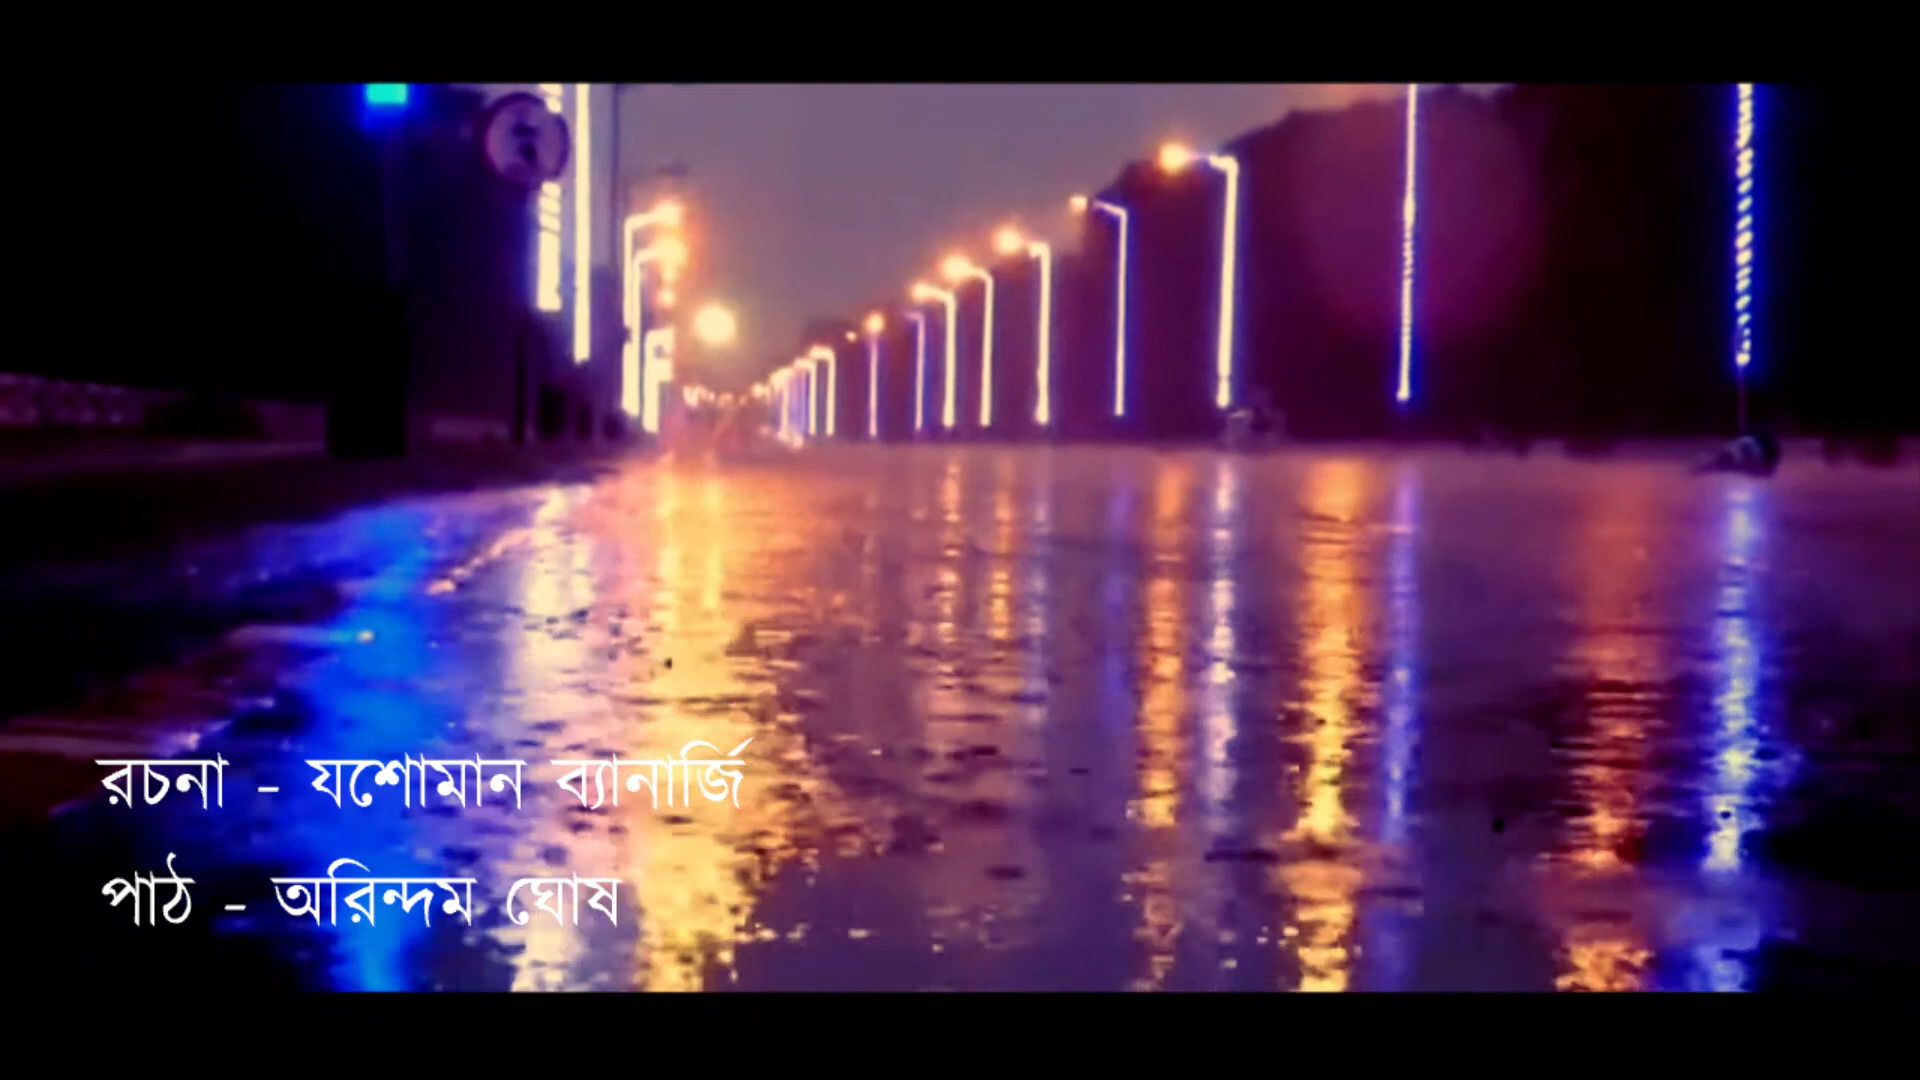 রচনা - যশোমান ব্যানার্জি
পাঠ - অরিন্দম ঘোষ